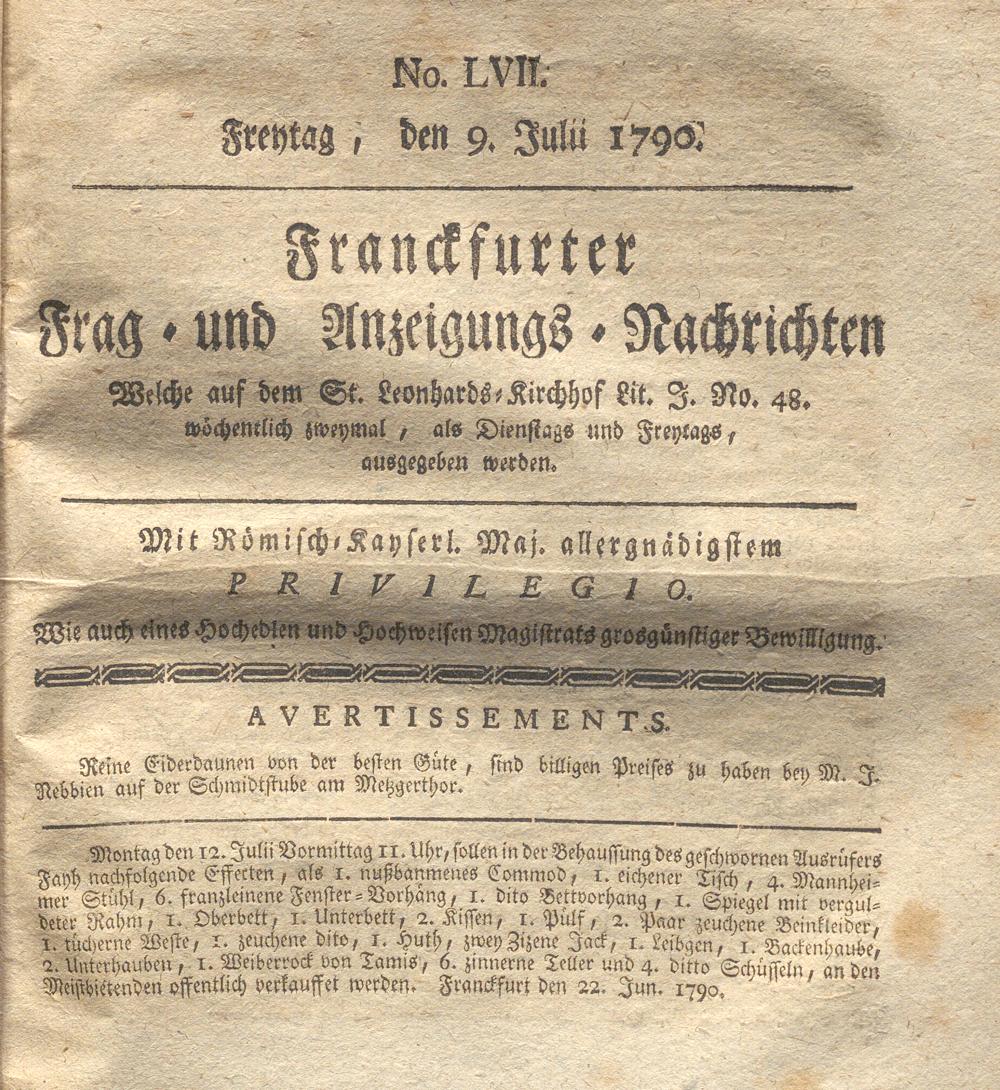 No. LVII.
Freytag, den 9. Julii 1790.
Franckfurter
Frag- und Anzeigungs-Nachrichten
Welche auf dem St. Leonhards-Kirchhof Lit. J. No. 48.
wöchentlich zweymal, als Dienstags und Freytags,
ausgegeben werden.
Mit Römisch-Kayserl. Maj. allergnädigstem
PRIVILEGIO.
Wie auch eines Hochedlen und Hochweisen Magistrats grosgünstiger Bewilligung.
AVERTISSEMENTS.
Reine Eiderdaunen von der besten Güte, sind billigen Preises zu haben bey M. J.
Nebbien auf der Schmidtstube am Metzgerthor.
Montag den 12. Julii Vormittag 11. Uhr, sollen in der Behaussung des geschwornen Ausrüfers
Fayh nachfolgende Effecten, als 1. nußbanmenes Commod, 1. eichener Tisch, 4. Mannhei-
mer Stühl, 6. franzleinene Fenster-Vorhäng, 1. dito Bettvorhang, 1. Spiegel mit vergul-
deter Rahm, 1. Oberbett, 1. Unterbett, 2. Kissen, 1. Pülf, 2. Paar zeuchene Beinkleider,
1. tücherne Weste, 1. zeuchene dito, 1. Huth, zwey Zizene Jack, 1. Leibgen, 1. Backenhaube,
2. Unterhauben, 1. Weiberrock von Tamis, 6. zinnerne Teller und 4. ditto Schüsseln, an den
Meistbietenden offentlich verkauffet werden. Franckfurt den 22. Jun. 1790.